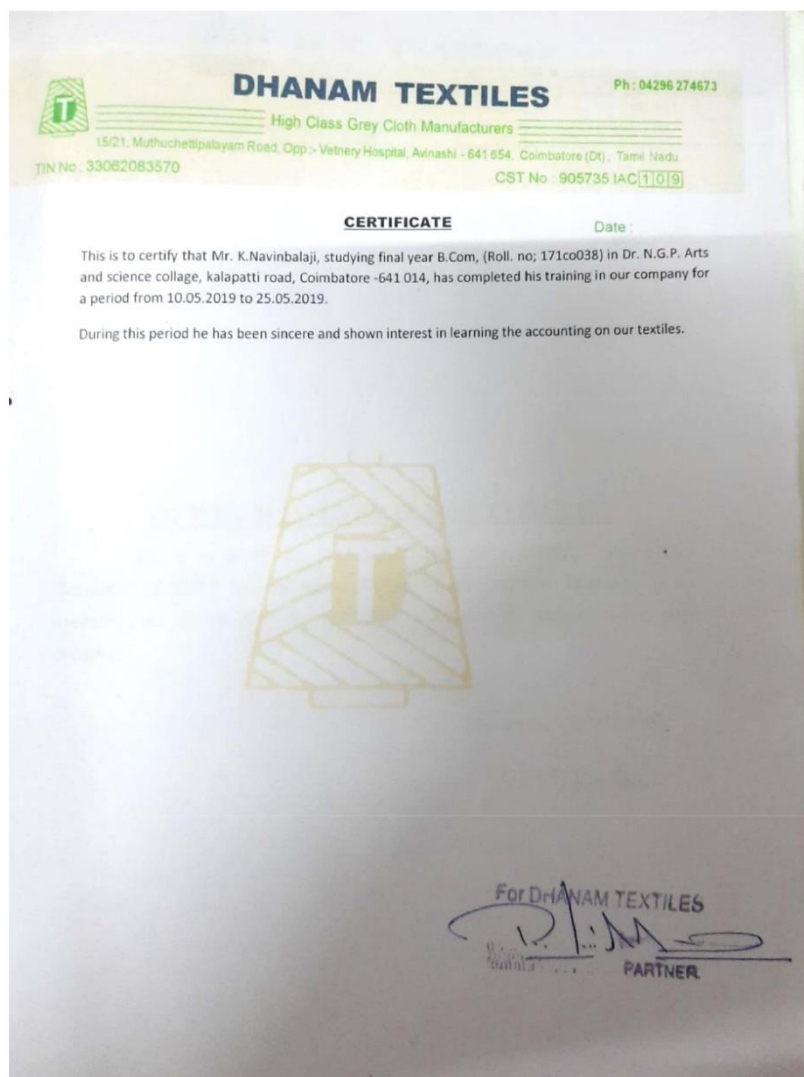 DHANAM TEXTILES
Ph : 04296 274673
High Class Grey Cloth Manufacturers
15/21, Muthuchettipalayam Road, Opp :- Vetnery Hospital, Avinashi - 641 654. Coimbatore (Dt), Tamil Nadu
TIN No : 33062083570
CST No : 905735 IAC 109
CERTIFICATE
Date :
This is to certify that Mr. K.Navinbalaji, studying final year B.Com, (Roll. no; 171co038) in Dr. N.G.P. Arts
and science collage, kalapatti road, Coimbatore -641 014, has completed his training in our company for
a period from 10.05.2019 to 25.05.2019.
During this period he has been sincere and shown interest in learning the accounting on our textiles.
T
For DHANAM TEXTILES
PARTNER